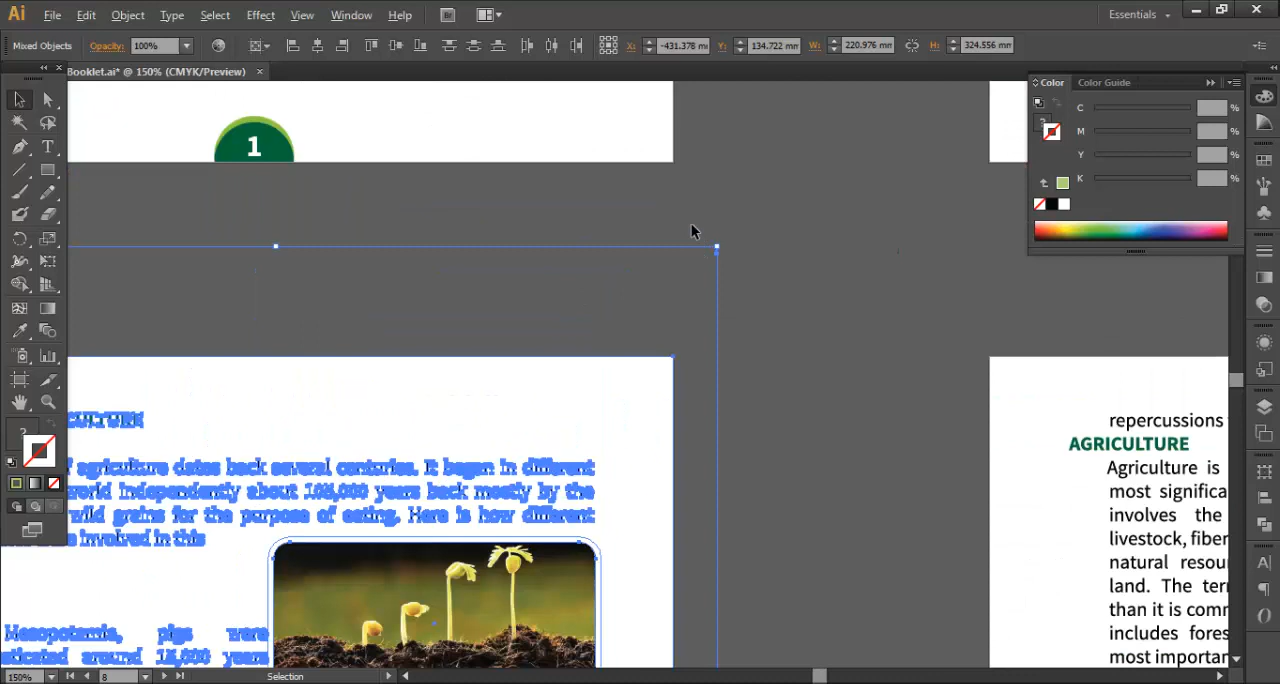 Ai File Edit Object Type Select Effect View Window Help Br Essentials
Mixed Objects Opacity: 100% X: -431.378 mm Y: 134.722 mm W: 220.976 mm H: 324.556 mm
Booklet.ai* @ 150% (CMYK/Preview) ×
Color Color Guide
C %
M %
Y %
K %
1
agriculture dates back several centuries. It began in different
world independently about 105,000 years back mostly by the
wild grains for the purpose of eating. Here is how different
involved in this
Mesopotamia, pigs were
years
repercussions
AGRICULTURE
Agriculture is
most significa
involves the
livestock, fiber
natural resou
land. The ter
than it is comr
includes fores
most importar
150% 8 Selection